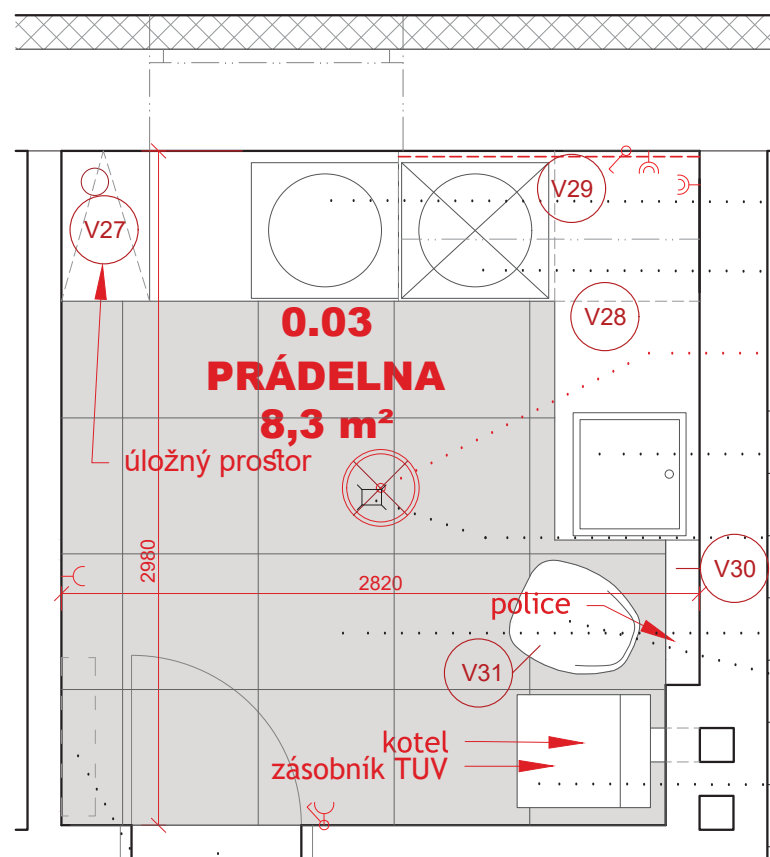 V29
V27
V28
0.03
PRÁDELNA
8,3 m²
úložný prostor
2980
2820
V30
police
V31
kotel
zásobník TUV